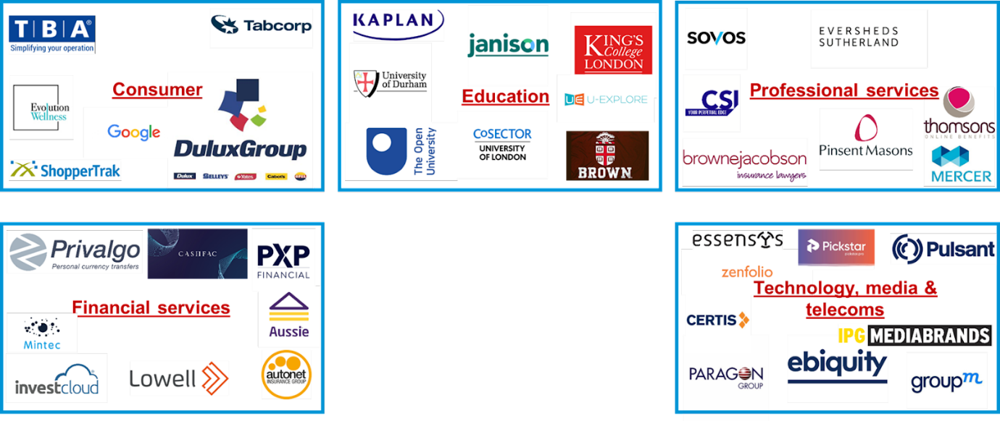 TBA®
Simplifying your operation
Tabcorp
Evolution
Wellness
Consumer
Google
DuluxGroup
ShopperTrak
Dulux
SELLEYS
Yates
Cabot's
KAPLAN
janison
KING'S
College
LONDON
University
of Durham
Education
UE U-EXPLORE
The Open
University
COSECTOR
UNIVERSITY
OF LONDON
BROWN
SOVOS
EVERSHEDS
SUTHERLAND
CSI
YOUR PERPETUAL EDGE
Professional services
thomsons
ONLINE BENEFITS
Pinsent Masons
brownejacobson
insurance lawyers
MERCER
Privalgo
Personal currency transfers
CASHFAC
PXP
FINANCIAL
Financial services
Aussie
Mintec
investcloud
Lowell
autonet
INSURANCE GROUP
essensys
Pickstar
Pulsant
zenfolio
Technology, media &
telecoms
CERTIS
IPG MEDIABRANDS
PARAGON
GROUP
ebiquity
groupm